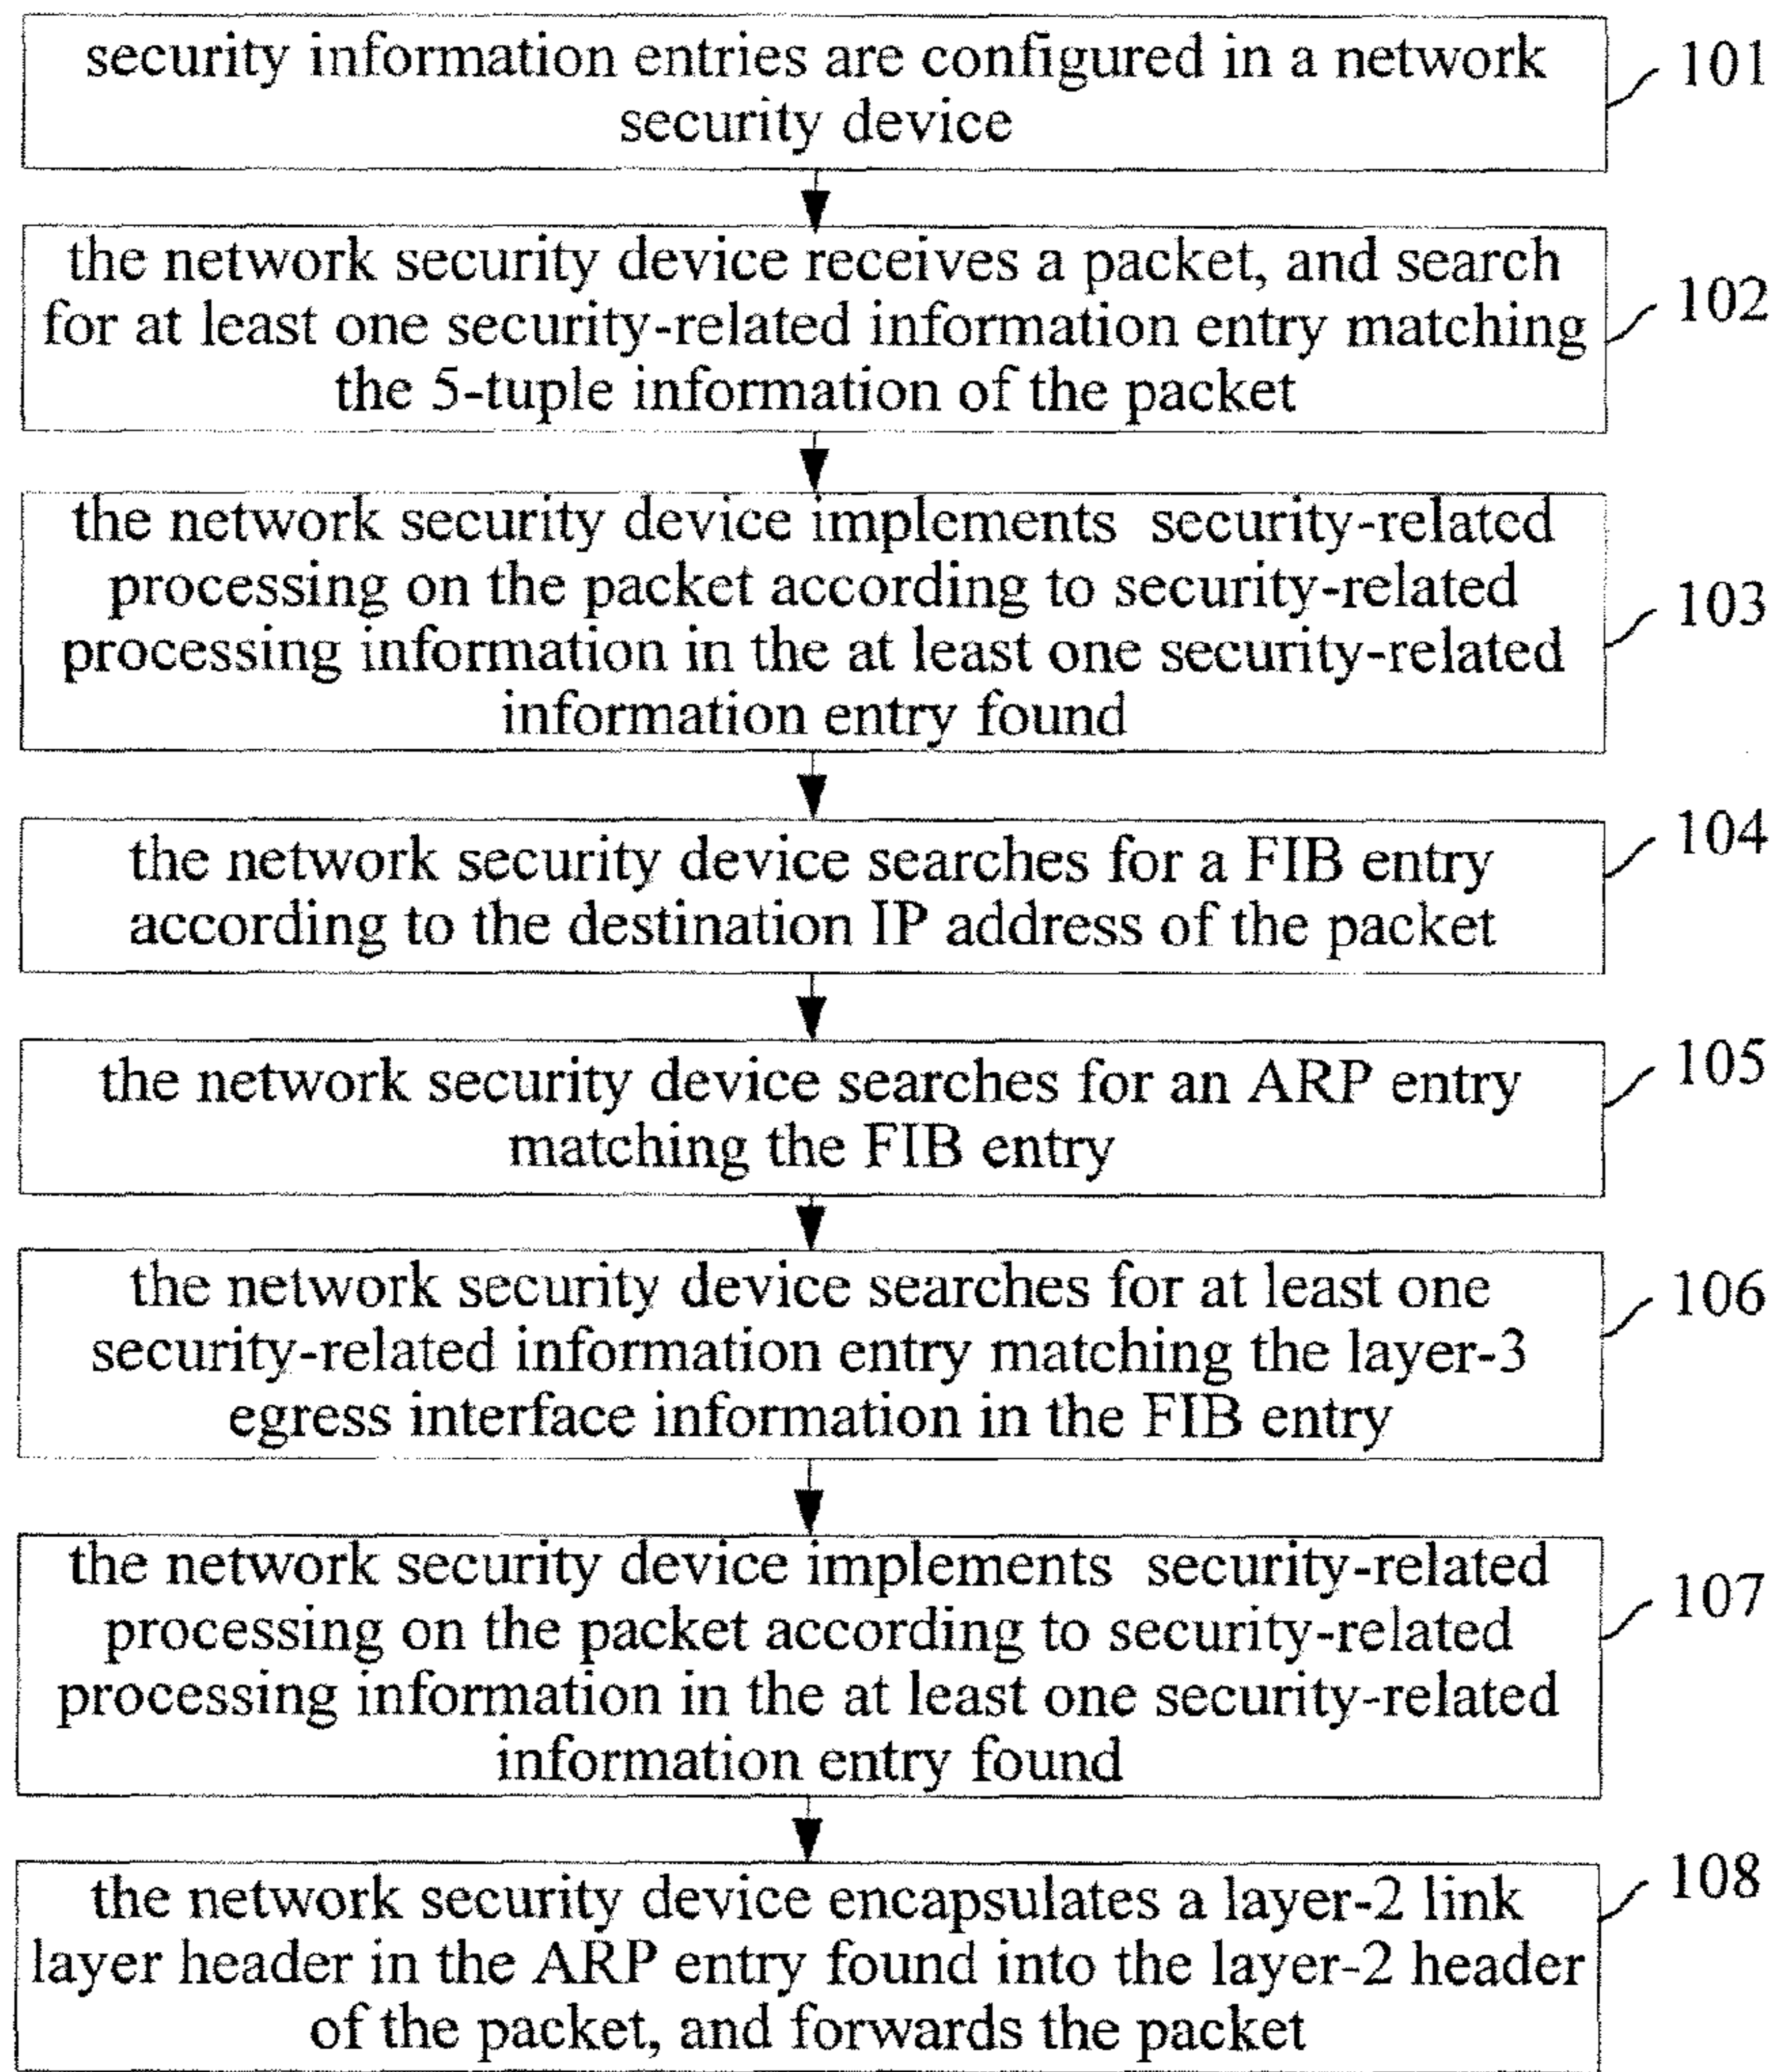 security information entries are configured in a network
security device
101
the network security device receives a packet, and search
for at least one security-related information entry matching
the 5-tuple information of the packet
102
the network security device implements security-related
processing on the packet according to security-related
processing information in the at least one security-related
information entry found
103
the network security device searches for a FIB entry
according to the destination IP address of the packet
104
the network security device searches for an ARP entry
matching the FIB entry
105
the network security device searches for at least one
security-related information entry matching the layer-3
egress interface information in the FIB entry
106
the network security device implements security-related
processing on the packet according to security-related
processing information in the at least one security-related
information entry found
107
the network security device encapsulates a layer-2 link
layer header in the ARP entry found into the layer-2 header
of the packet, and forwards the packet
108